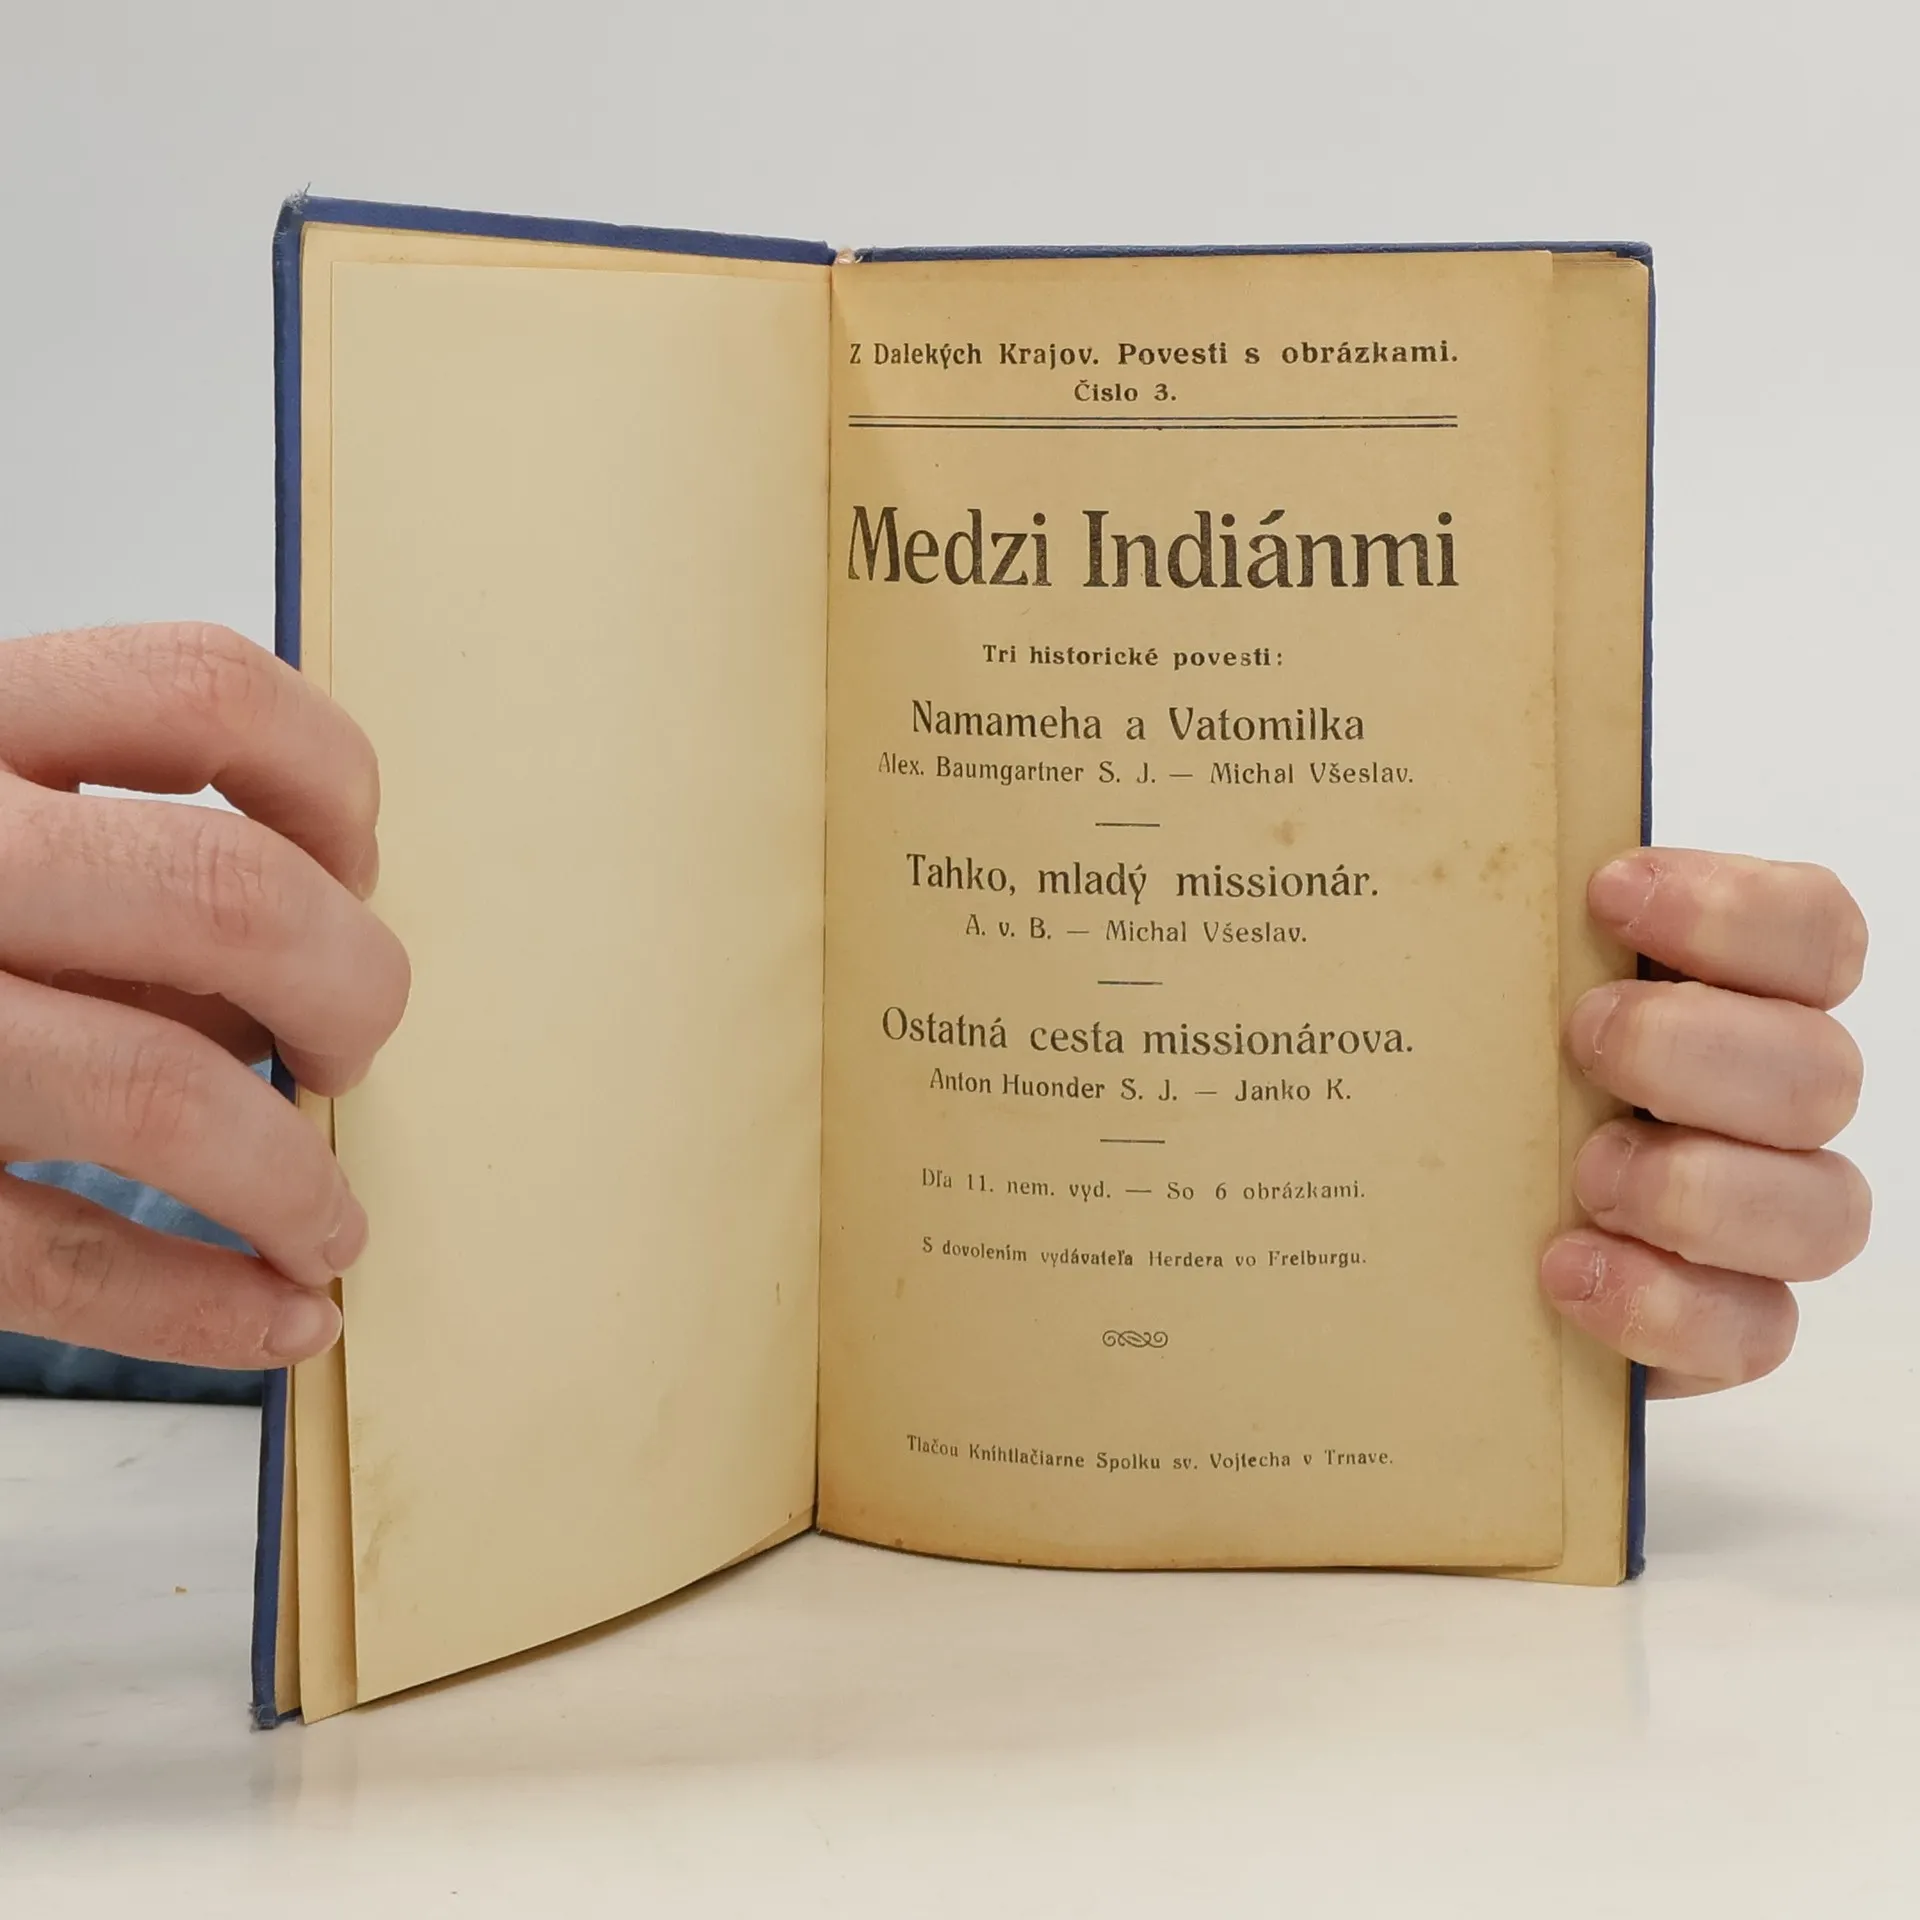 Z Dalekých Krajov. Povesti s obrázkami.
Čislo 3.
Medzi Indiánmi
Tri historické povesti:
Namameha a Vatomilka
Alex. Baumgartner S. J. — Michal Všeslav.
Tahko, mladý missionár.
A. v. B. — Michal Všeslav.
Ostatná cesta missionárova.
Anton Huonder S. J. — Janko K.
Dľa 11. nem. vyd. — So 6 obrázkami.
S dovolením vydávateľa Herdera vo Freiburgu.
Tlačou Kníhtlačiarne Spolku sv. Vojtecha v Trnave.